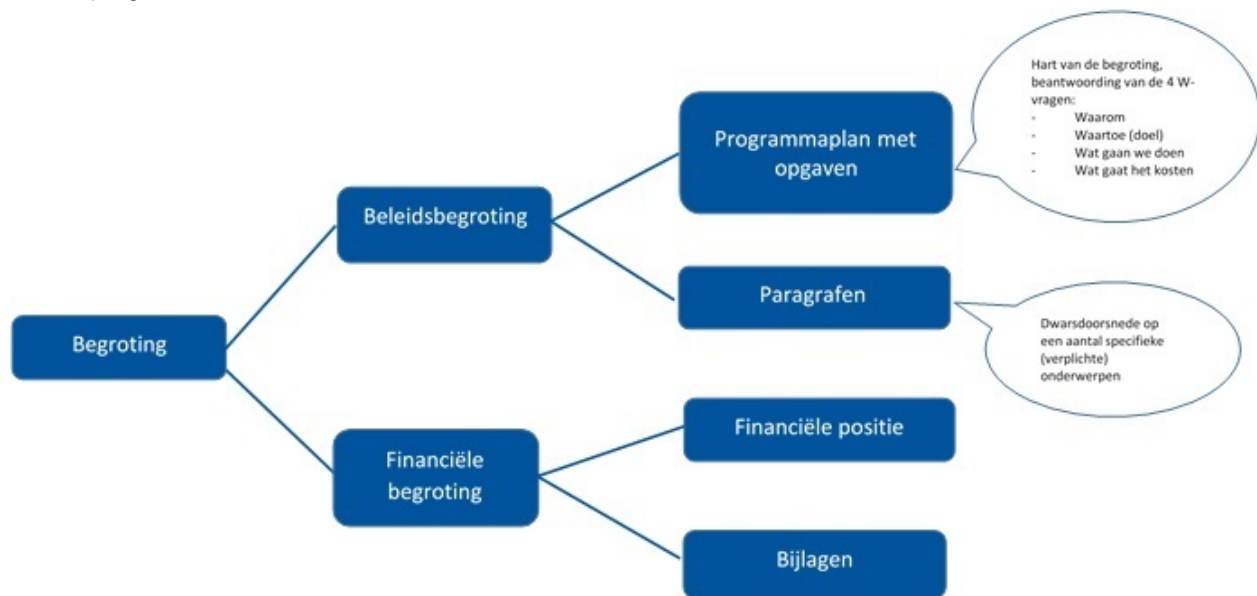 Hart van de begroting,
beantwoording van de 4 W-
vragen:
- Waarom
- Waartoe (doel)
- Wat gaan we doen
- Wat gaat het kosten
Programmaplan met
opgaven
Beleidsbegroting
Paragrafen
Dwarsdoorsnede op
een aantal specifieke
(verplichte)
onderwerpen
Begroting
Financiële positie
Financiële
begroting
Bijlagen